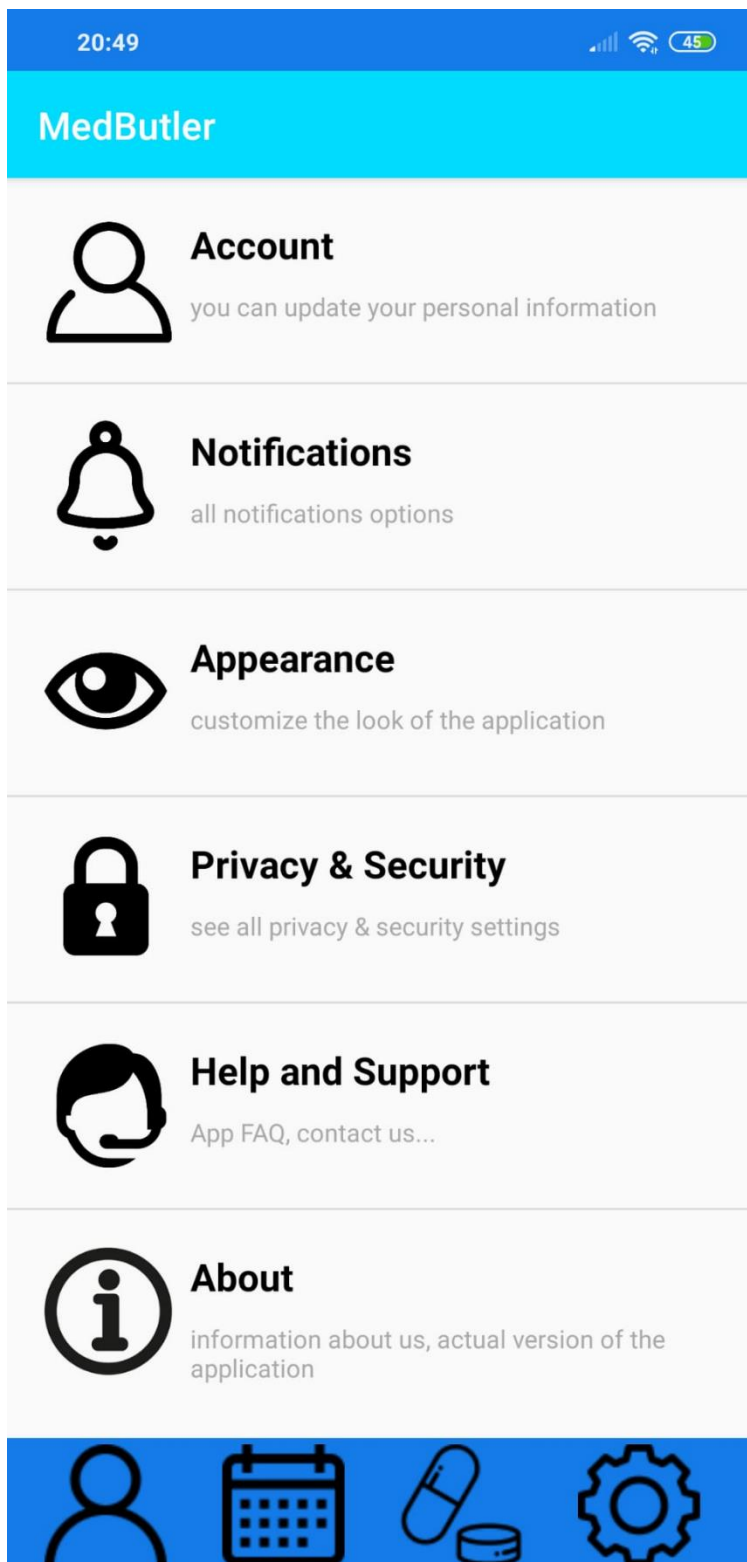 20:49
45
MedButler
Account
you can update your personal information
Notifications
all notifications options
Appearance
customize the look of the application
Privacy & Security
see all privacy & security settings
Help and Support
App FAQ, contact us...
About
information about us, actual version of the
application